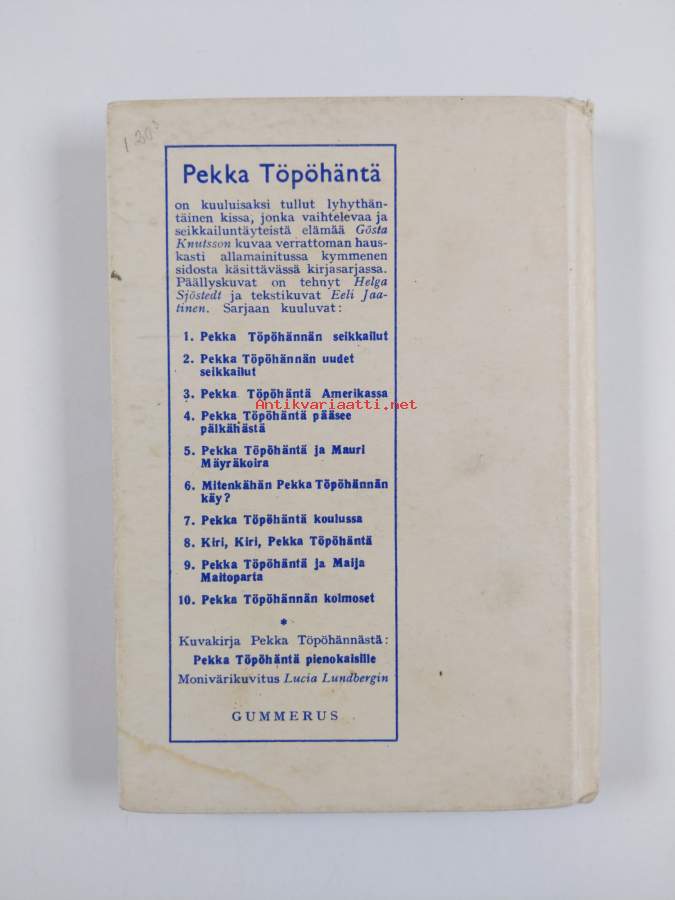 1 30
Pekka Töpöhäntä
on kuuluisaksi tullut lyhythän-
täinen kissa, jonka vaihtelevaa ja
seikkailuntäyteistä elämää Gösta
Knutsson kuvaa verrattoman haus-
kasti allamainitussa kymmenen
sidosta käsittävässä kirjasarjassa.
Päällyskuvat on tehnyt Helga
Sjöstedt ja tekstikuvat Eeli Jaa-
tinen. Sarjaan kuuluvat:
1. Pekka Töpöhännän seikkailut
2. Pekka Töpöhännän uudet
seikkailut
3. Pekka Töpöhäntä Amerikassa
Antikvariaatti.net
4. Pekka Töpöhäntä pääsee
pälkähästä
5. Pekka Töpöhäntä ja Mauri
Mäyräkoira
6. Mitenkähän Pekka Töpöhännän
käy?
7. Pekka Töpöhäntä koulussa
8. Kiri, Kiri, Pekka Töpöhäntä
9. Pekka Töpöhäntä ja Maija
Maitoparta
10. Pekka Töpöhännän kolmoset
*
Kuvakirja Pekka Töpöhännästä:
Pekka Töpöhäntä pienokaisille
Monivärikuvitus Lucia Lundbergin
GUMMERUS